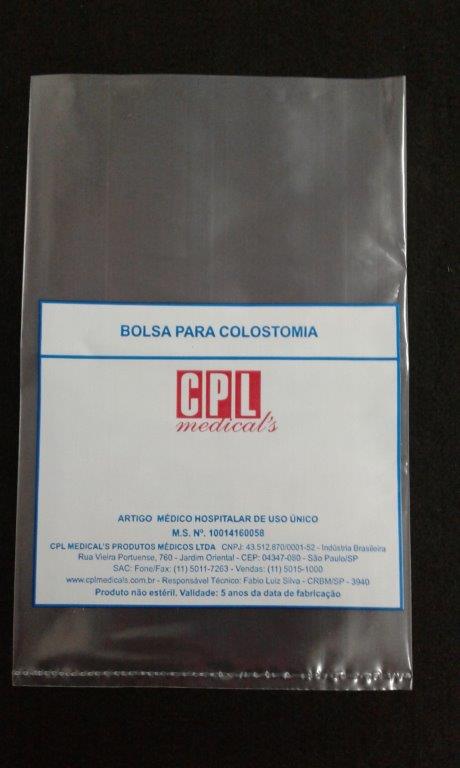 BOLSA PARA COLOSTOMIA
CPL
medical's
ARTIGO MÉDICO HOSPITALAR DE USO ÚNICO
M.S. Nº. 10014160058
CPL MEDICAL'S PRODUTOS MÉDICOS LTDA CNPJ: 43.512.870/0001-52 - Indústria Brasileira
Rua Vieira Portuense, 760 - Jardim Oriental - CEP: 04347-080 - São Paulo/SP
SAC: Fone/Fax: (11) 5011-7263 - Vendas: (11) 5015-1000
www.cplmedicals.com.br - Responsável Técnico: Fabio Luiz Silva - CRBM/SP - 3940
Produto não estéril. Validade: 5 anos da data de fabricação